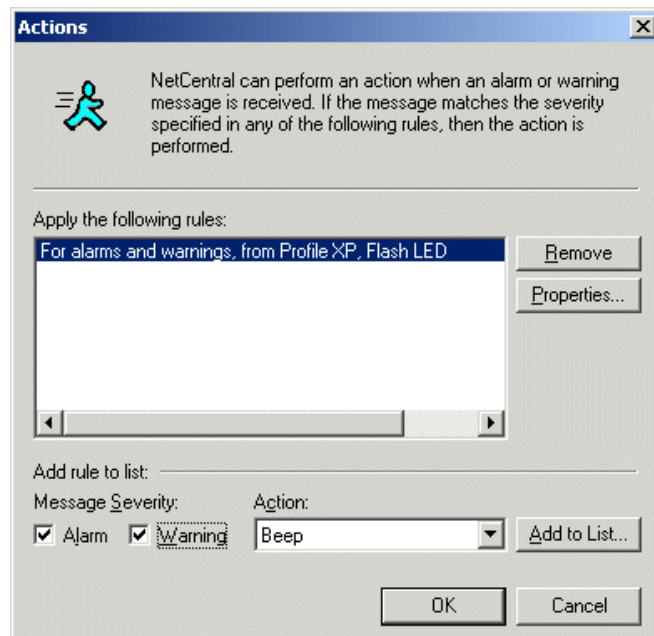 Actions
NetCentral can perform an action when an alarm or warning
message is received. If the message matches the severity
specified in any of the following rules, then the action is
performed.
Apply the following rules:
For alarms and warnings, from Profile XP, Flash LED
Remove
Properties...
Add rule to list:
Message Severity:
Action:
Alarm
Warning
Beep
Add to List...
OK
Cancel